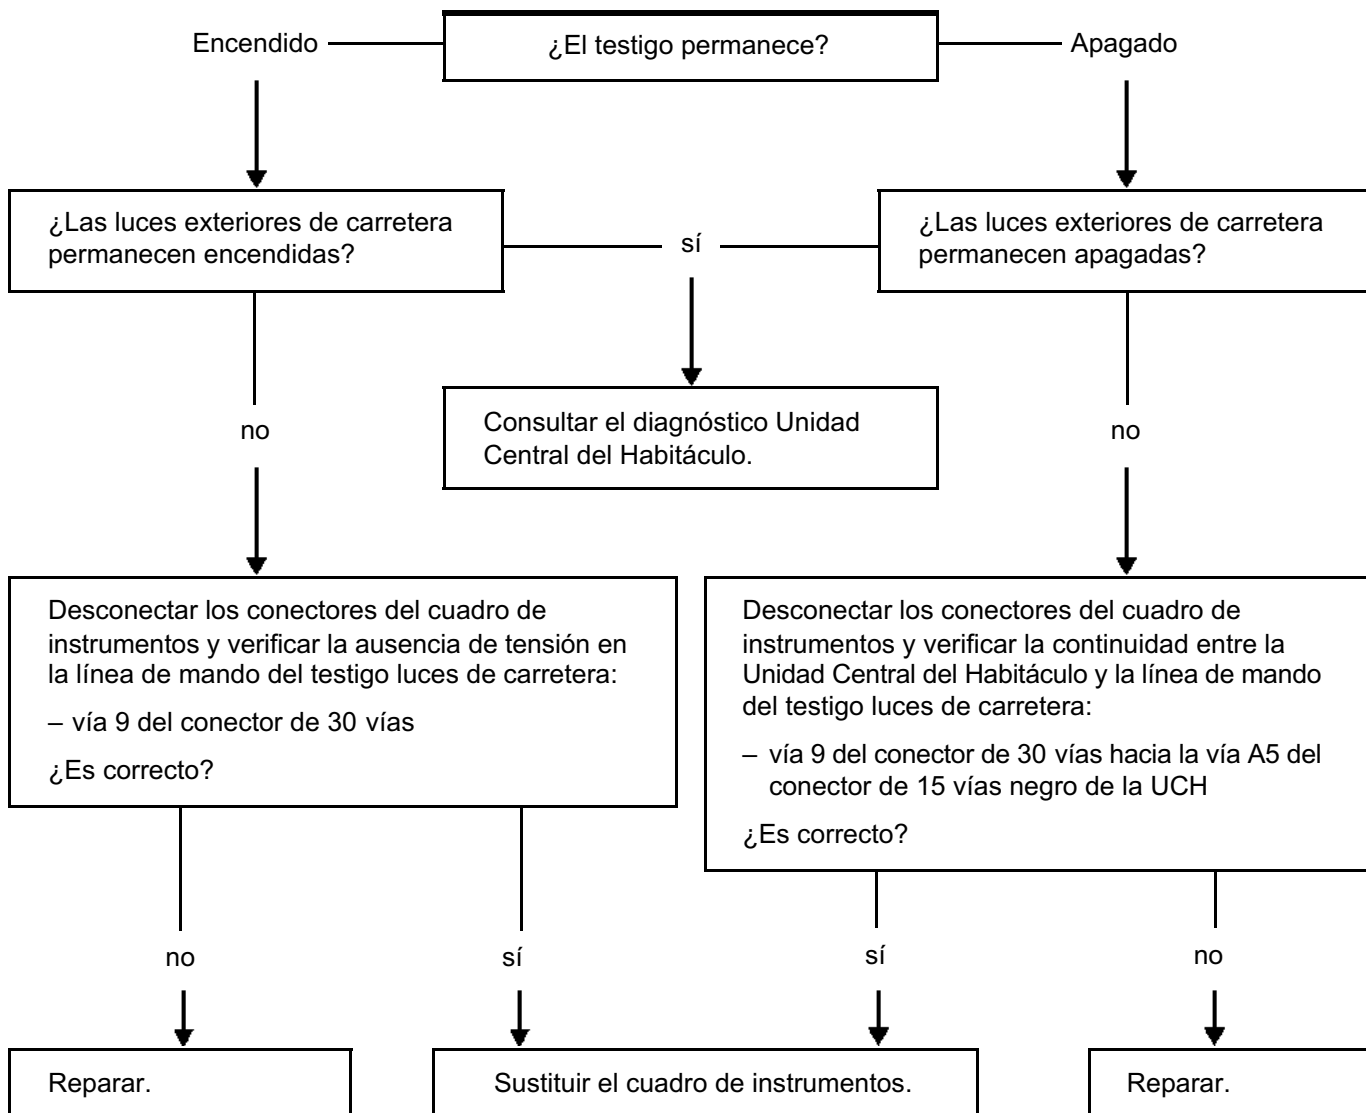 ¿El testigo permanece?
Encendido
Apagado
¿Las luces exteriores de carretera
permanecen encendidas?
sí
¿Las luces exteriores de carretera
permanecen apagadas?
no
Consultar el diagnóstico Unidad
Central del Habitáculo.
no
Desconectar los conectores del cuadro de
instrumentos y verificar la ausencia de tensión en
la línea de mando del testigo luces de carretera:
– vía 9 del conector de 30 vías
¿Es correcto?
Desconectar los conectores del cuadro de
instrumentos y verificar la continuidad entre la
Unidad Central del Habitáculo y la línea de mando
del testigo luces de carretera:
– vía 9 del conector de 30 vías hacia la vía A5 del
conector de 15 vías negro de la UCH
¿Es correcto?
no
sí
sí
no
Reparar.
Sustituir el cuadro de instrumentos.
Reparar.